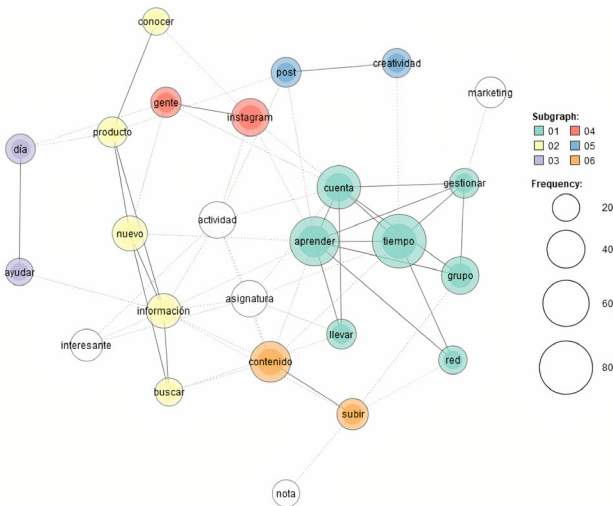 conocer
post
creatividad
marketing
gente
instagram
Subgraph:
01 04
02 05
03 06
producto
día
Frequency:
cuenta
gestionar
20
nuevo
actividad
40
aprender
tiempo
ayudar
grupo
asignatura
60
información
interesante
llevar
contenido
red
80
buscar
subir
nota